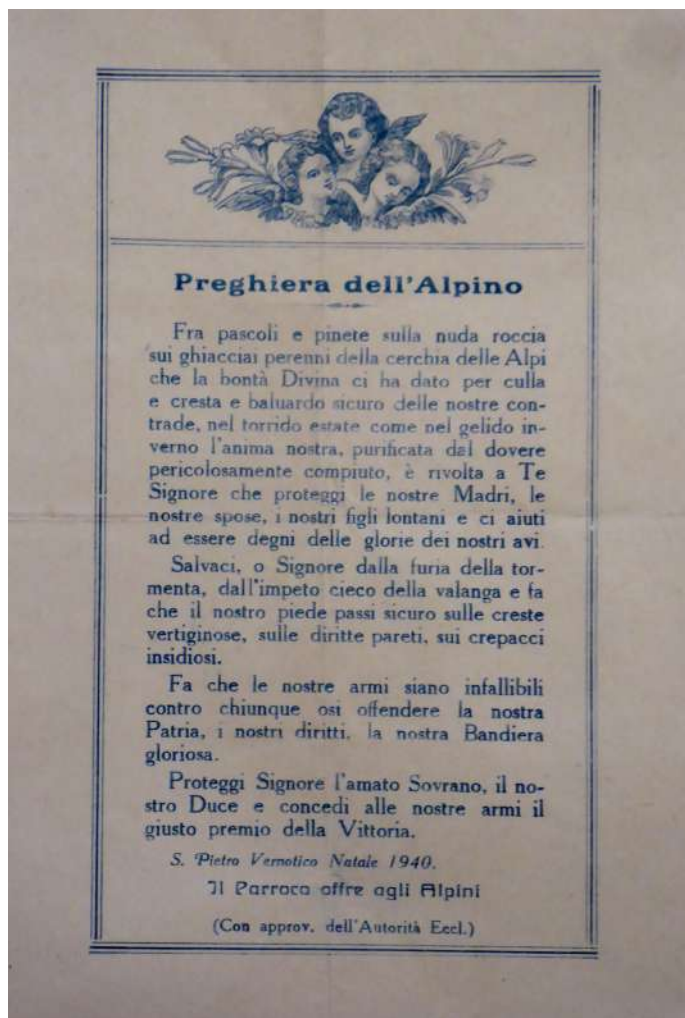 Preghiera dell'Alpino
Fra pascoli e pinete sulla nuda roccia
sui ghiacciai perenni della cerchia delle Alpi
che la bontà Divina ci ha dato per culla
e cresta e baluardo sicuro delle nostre con-
trade, nel torrido estate come nel gelido in-
verno l'anima nostra, purificata dal dovere
pericolosamente compiuto, è rivolta a Te
Signore che proteggi le nostre Madri, le
nostre spose, i nostri figli lontani e ci aiuti
ad essere degni delle glorie dei nostri avi.
Salvaci, o Signore dalla furia della tor-
menta, dall'impeto cieco della valanga e fa
che il nostro piede passi sicuro sulle creste
vertiginose, sulle diritte pareti, sui crepacci
insidiosi.
Fa che le nostre armi siano infallibili
contro chiunque osi offendere la nostra
Patria, i nostri diritti, la nostra Bandiera
gloriosa.
Proteggi Signore l'amato Sovrano, il no-
stro Duce e concedi alle nostre armi il
giusto premio della Vittoria.
S. Pietro Vernotico Natale 1940.
Il Parroco offre agli Alpini
(Con approv. dell'Autorità Eccl.)